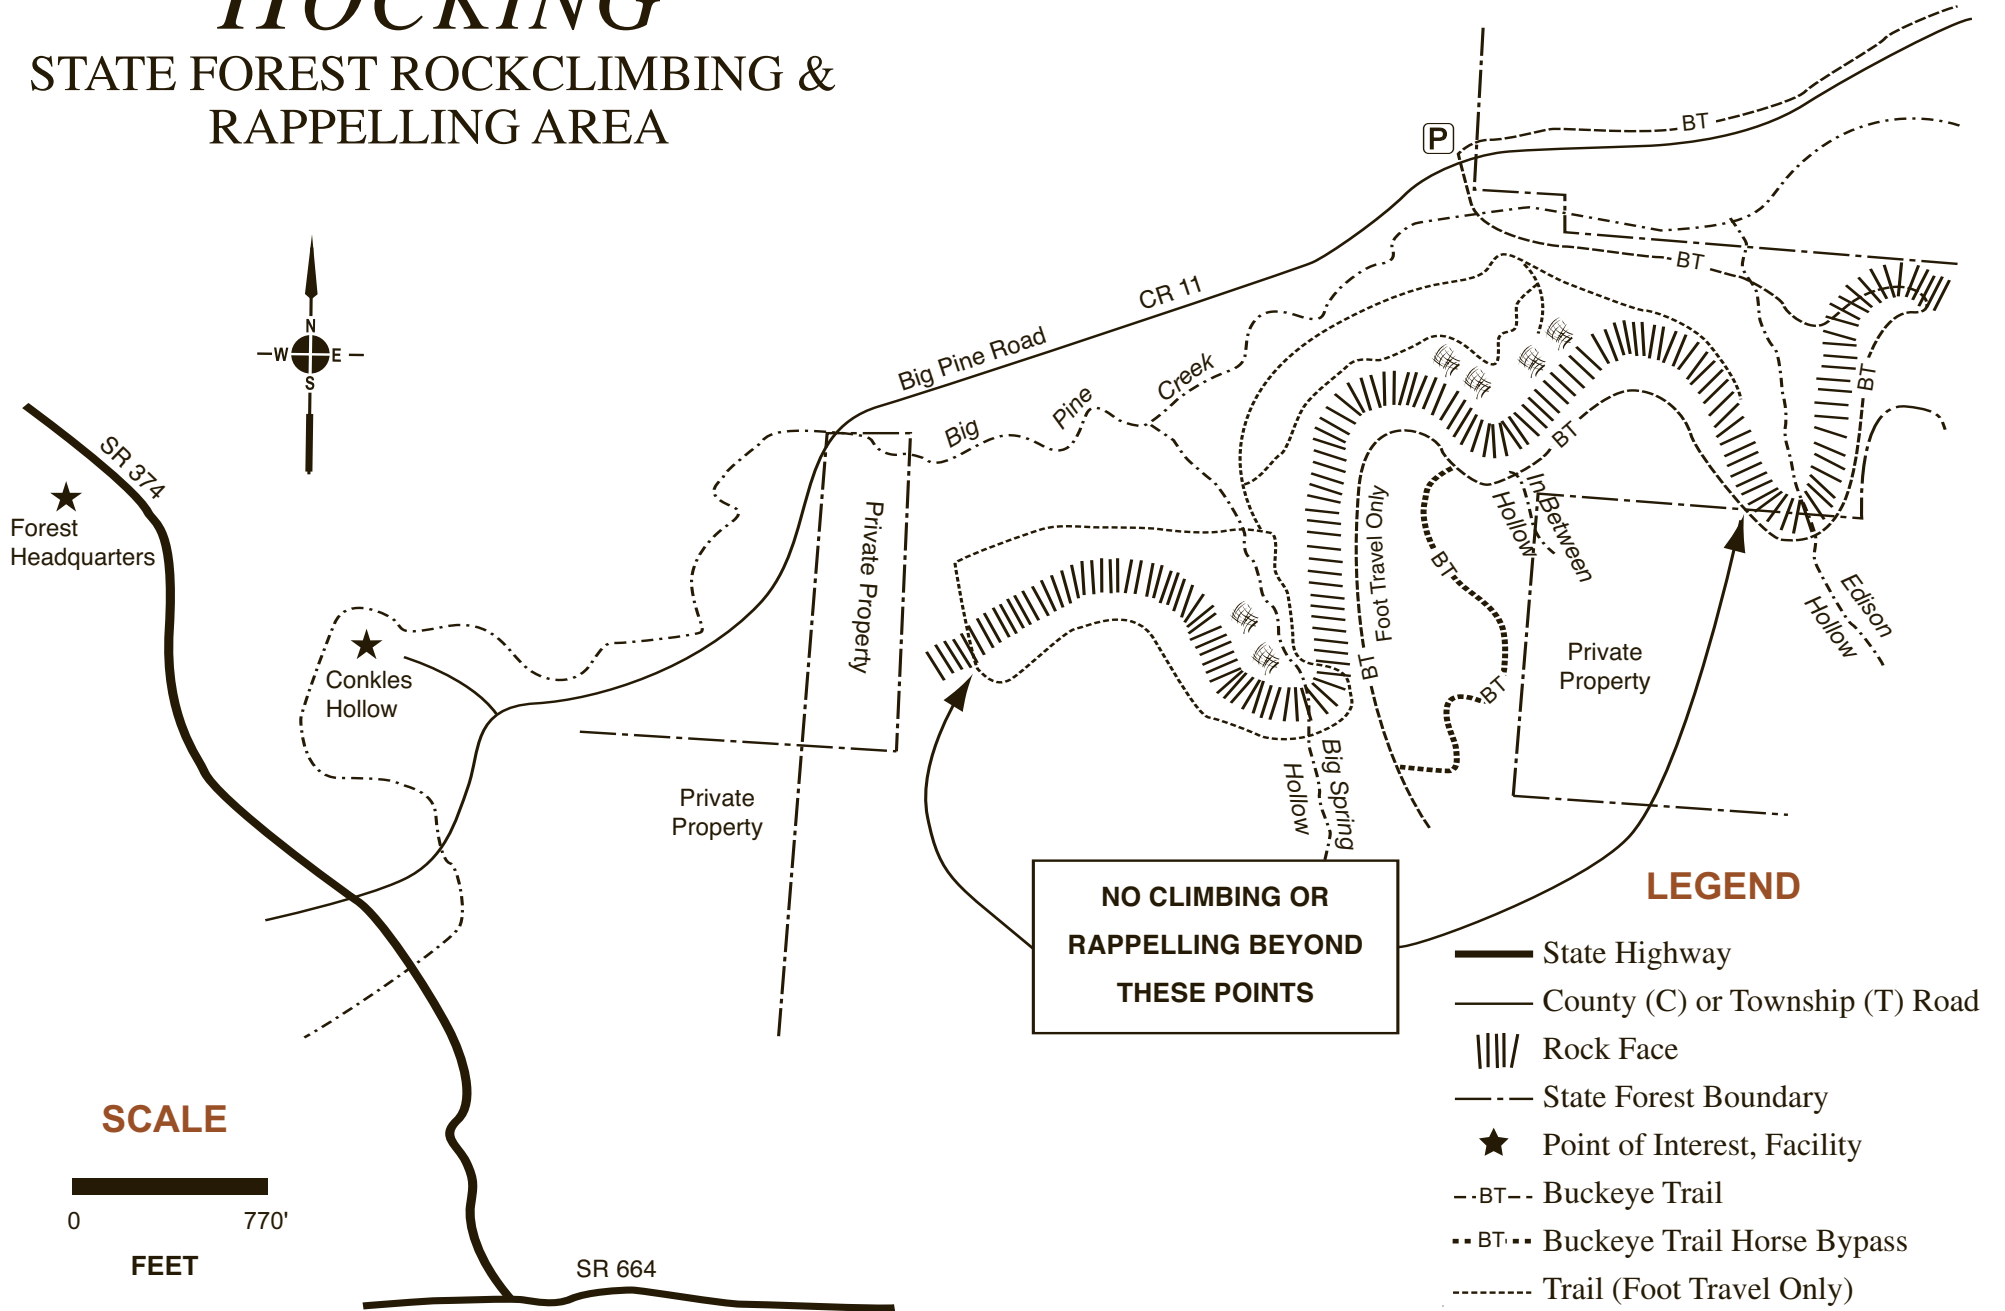 HOCKING
STATE FOREST ROCKCLIMBING &
RAPPELLING AREA
P
BT
BT
BT
CR 11
Big Pine Road
Big Pine Creek
N
W E
S
SR 374
Forest
Headquarters
Conkles
Hollow
Private Property
Private
Property
Foot Travel Only
BT
BT
BT
BT
In Between
Hollow
Edison
Hollow
Private
Property
Big Spring
Hollow
NO CLIMBING OR
RAPPELLING BEYOND
THESE POINTS
LEGEND
State Highway
County (C) or Township (T) Road
Rock Face
State Forest Boundary
Point of Interest, Facility
BT Buckeye Trail
BT Buckeye Trail Horse Bypass
Trail (Foot Travel Only)
SCALE
0 770'
FEET
SR 664